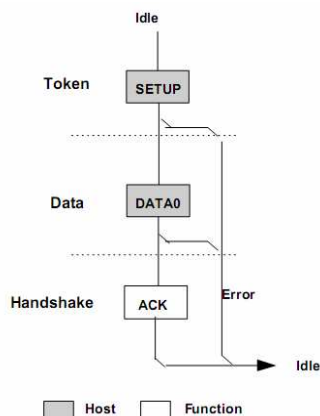 Idle
Token
SETUP
Data
DATA0
Handshake
ACK
Error
Idle
Host Function